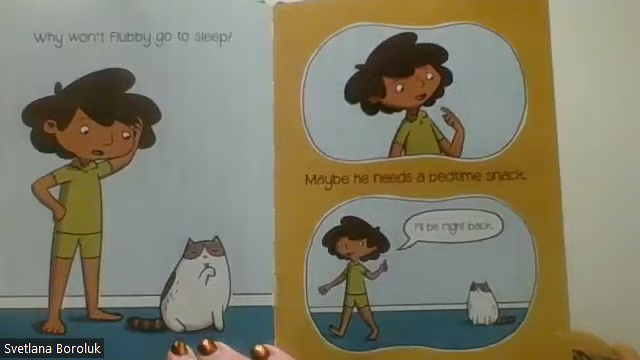 Why won't Flubby go to sleep?
Maybe he needs a bedtime snack.
I'll be right back.
Svetlana Boroluk